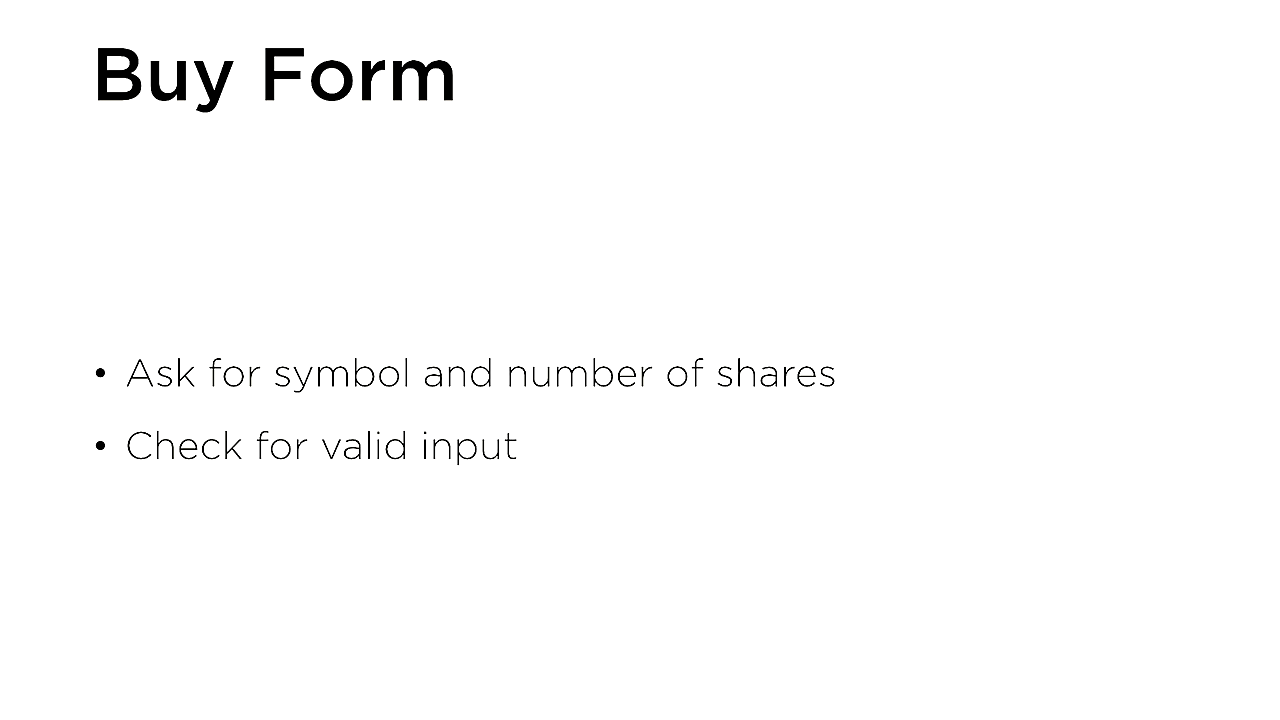 Buy Form
• Ask for symbol and number of shares
• Check for valid input